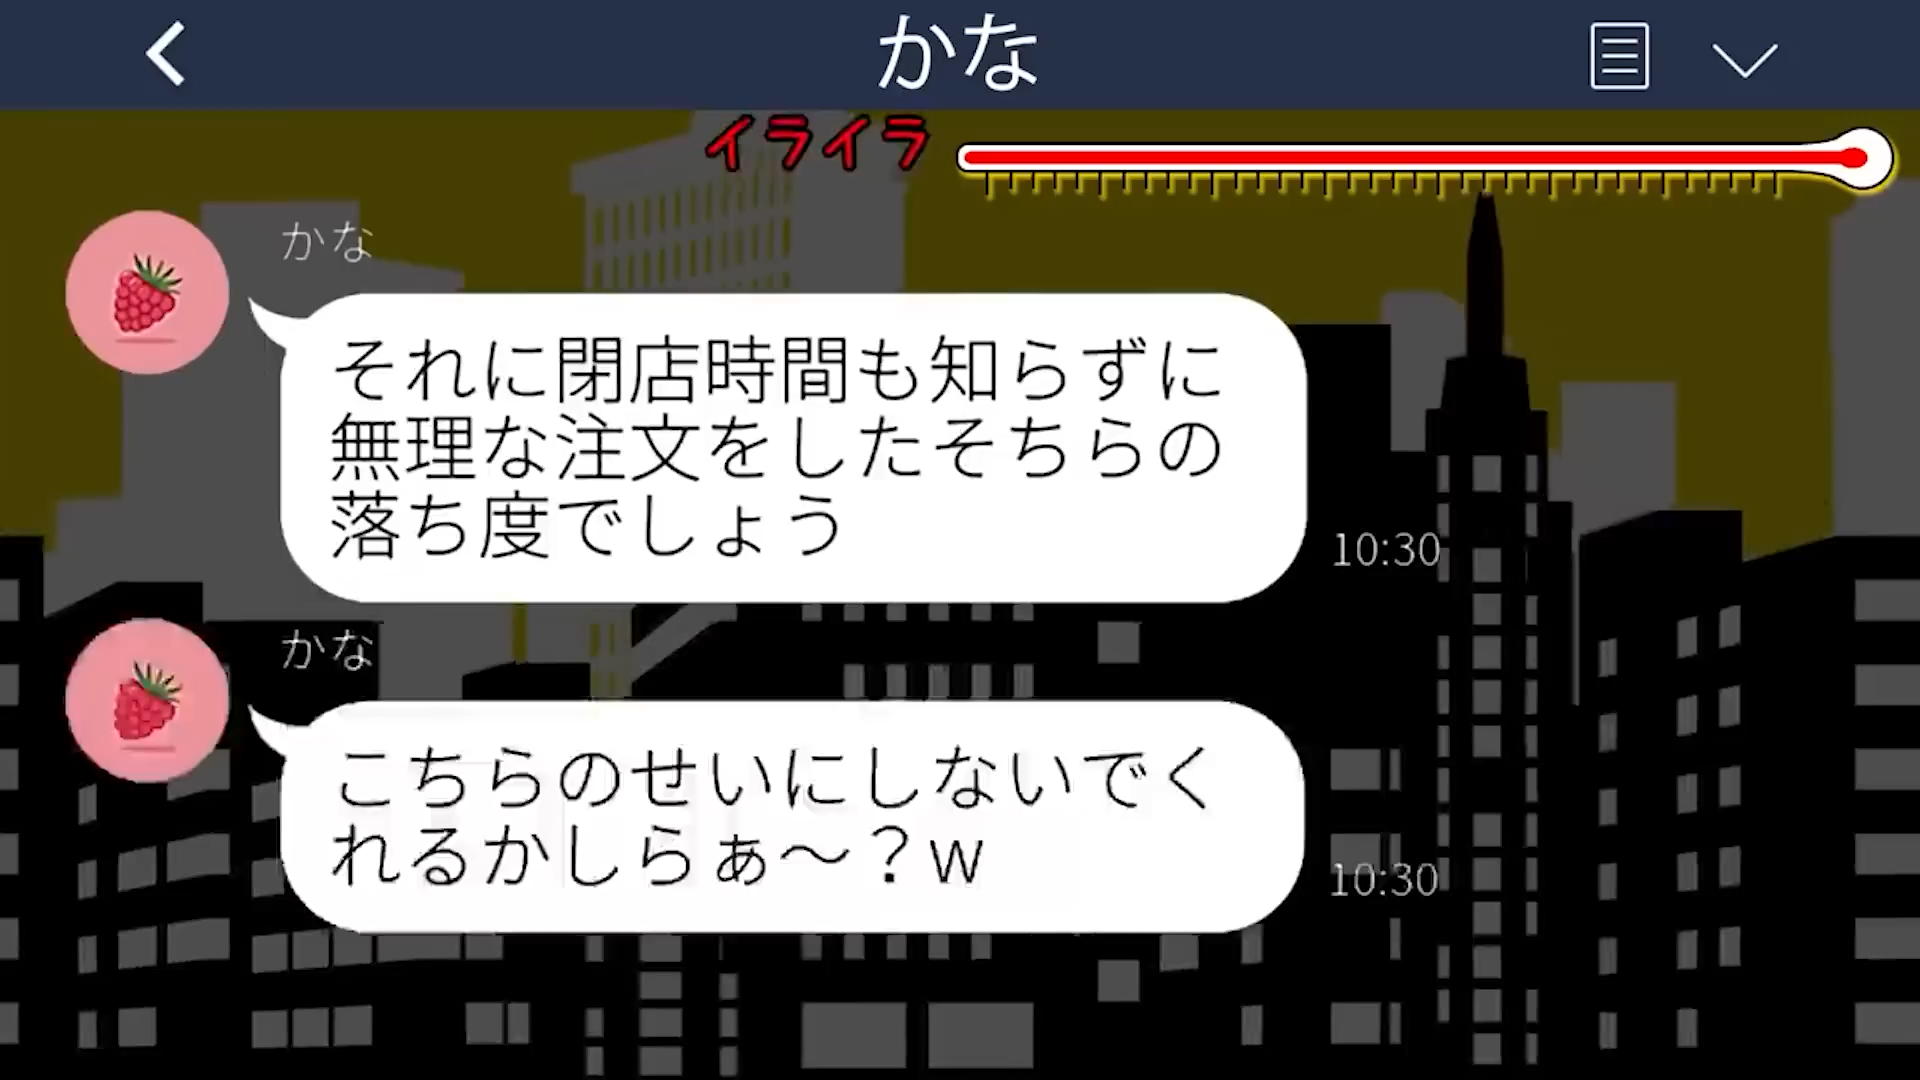 かな
イライラ
かな
それに閉店時間も知らずに
無理な注文をしたそちらの
落ち度でしょう
10:30
かな
こちらのせいにしないでく
れるかしらぁ～？w
10:30